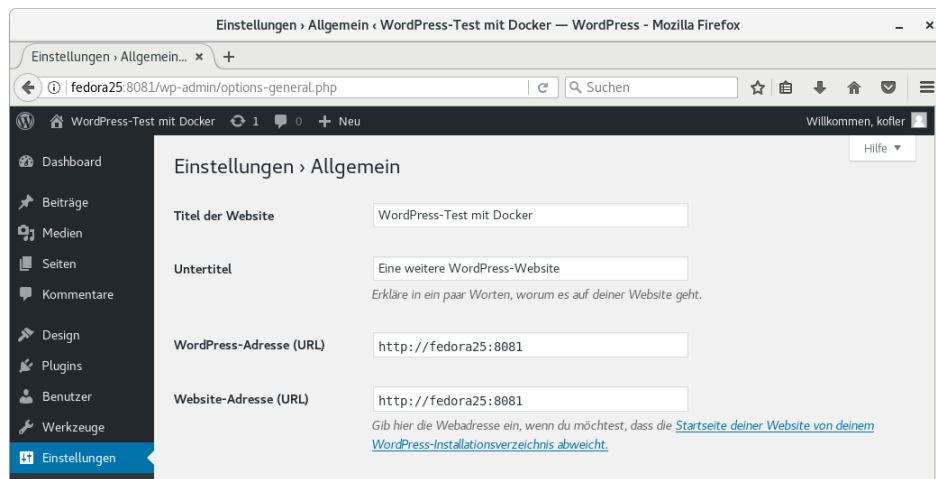 Einstellungen › Allgemein ‹ WordPress-Test mit Docker — WordPress - Mozilla Firefox
Einstellungen › Allgemein...
fedora25:8081/wp-admin/options-general.php
Suchen
WordPress-Test mit Docker 1 0 + Neu
Willkommen, kofler
Hilfe
Dashboard
Beiträge
Medien
Seiten
Kommentare
Design
Plugins
Benutzer
Werkzeuge
Einstellungen
Einstellungen › Allgemein
Titel der Website
WordPress-Test mit Docker
Untertitel
Eine weitere WordPress-Website
Erkläre in ein paar Worten, worum es auf deiner Website geht.
WordPress-Adresse (URL)
http://fedora25:8081
Website-Adresse (URL)
http://fedora25:8081
Gib hier die Webadresse ein, wenn du möchtest, dass die Startseite deiner Website von deinem
WordPress-Installationsverzeichnis abweicht.